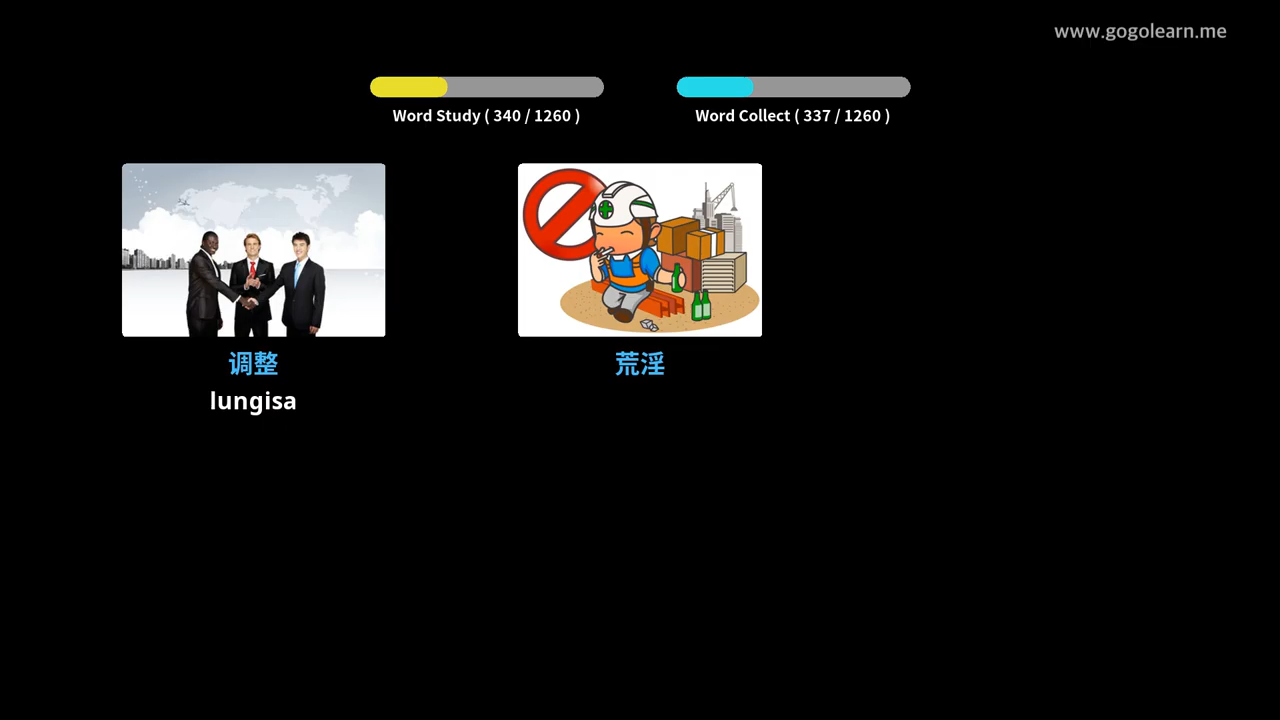 www.gogolearn.me
Word Study ( 340 / 1260 )
Word Collect ( 337 / 1260 )
调整
lungisa
荒淫